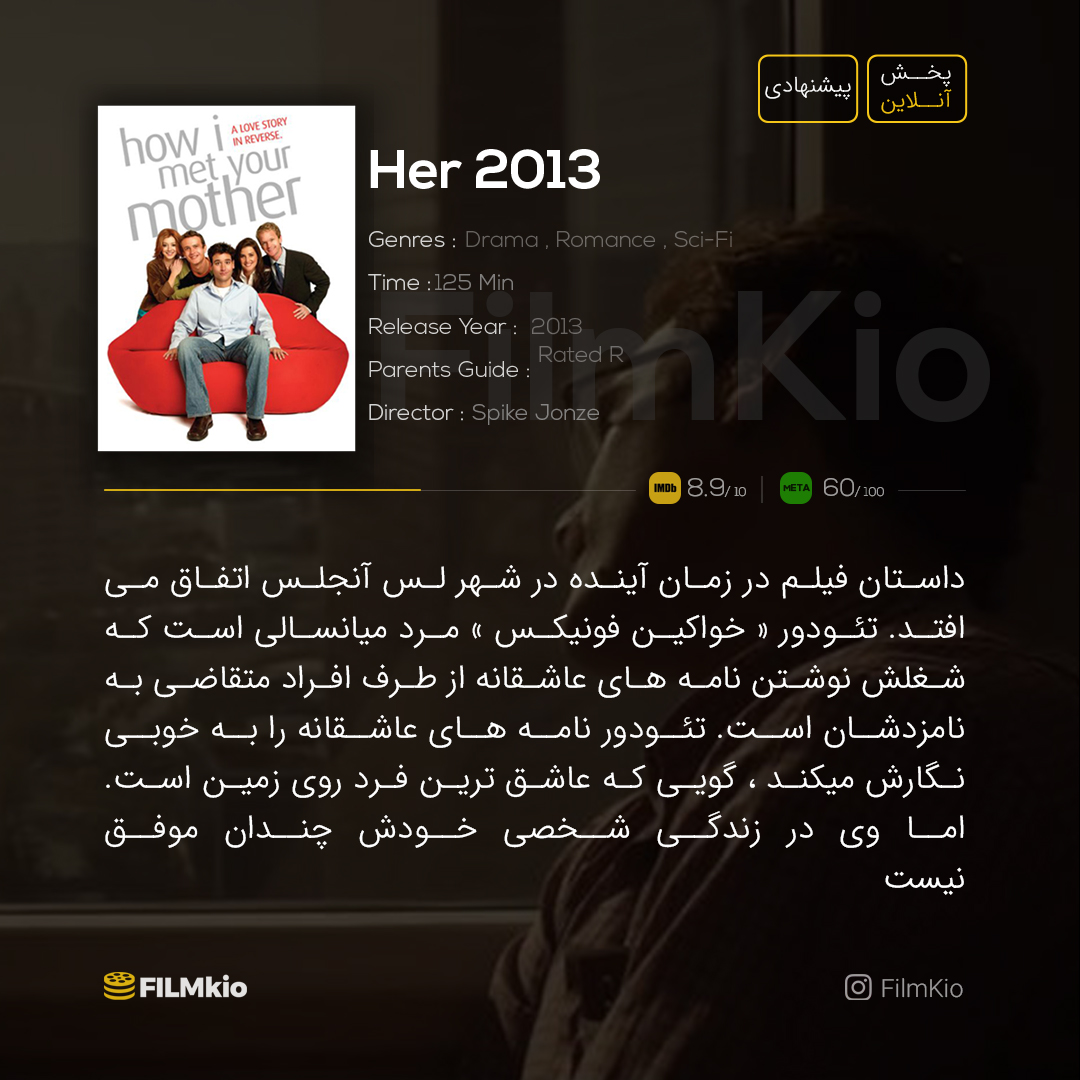 پخش
آنلاین
پیشنهادی
how i
met your
mother
A LOVE STORY
IN REVERSE.
Her 2013
Genres : Drama , Romance , Sci-Fi
Time : 125 Min
Release Year : 2013
Parents Guide : Rated R
Director : Spike Jonze
FilmKio
IMDb 8.9/ 10 | META 60/ 100
داستان فیلم در زمان آینده در شهر لس آنجلس اتفاق می
افتد. تئودور « خواکین فونیکس » مرد میانسالی است که
شغلش نوشتن نامه های عاشقانه از طرف افراد متقاضی به
نامزدشان است. تئودور نامه های عاشقانه را به خوبی
نگارش میکند ، گویی که عاشق ترین فرد روی زمین است.
اما وی در زندگی شخصی خودش چندان موفق
نیست
FILMkio
FilmKio